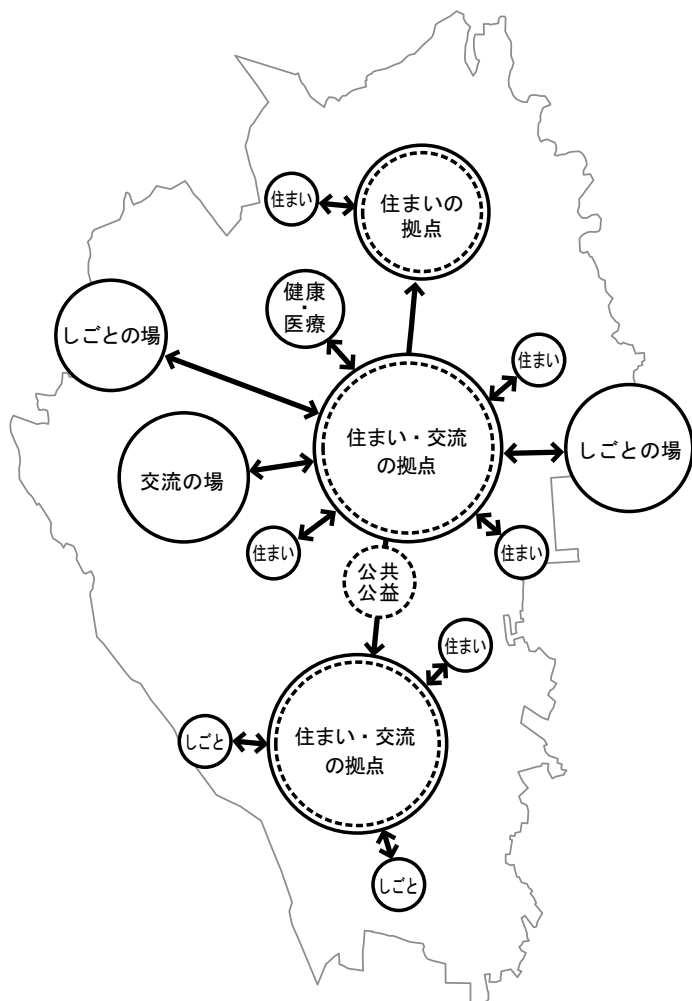 住まい
住まいの
拠点
健康
・
医療
しごとの場
住まい
住まい・交流
の拠点
しごとの場
交流の場
住まい
住まい
公共
公益
住まい
しごと
住まい・交流
の拠点
しごと